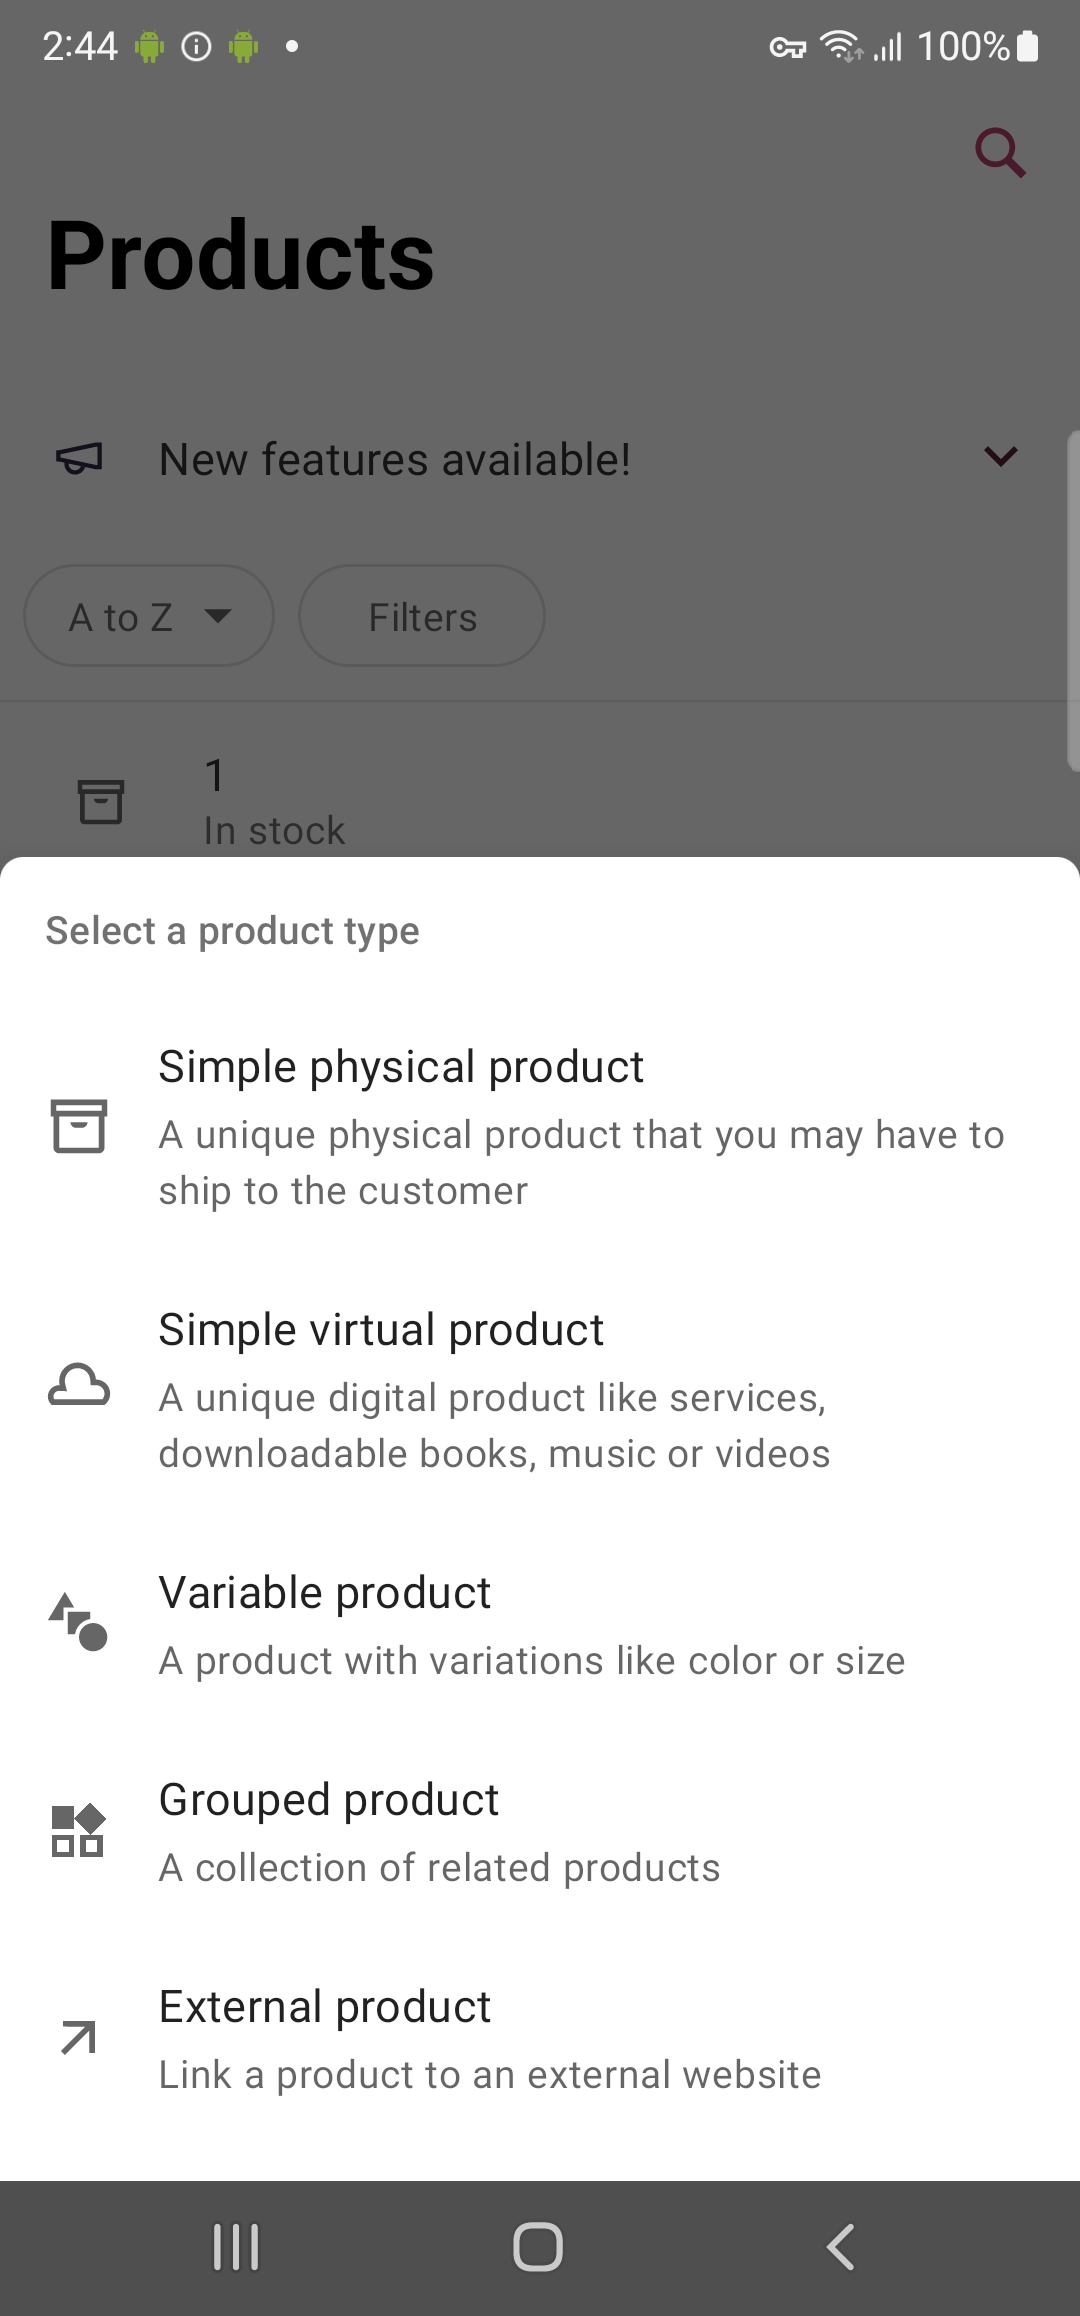 2:44
100%
Products
New features available!
A to Z
Filters
1
In stock
Select a product type
Simple physical product
A unique physical product that you may have to
ship to the customer
Simple virtual product
A unique digital product like services,
downloadable books, music or videos
Variable product
A product with variations like color or size
Grouped product
A collection of related products
External product
Link a product to an external website